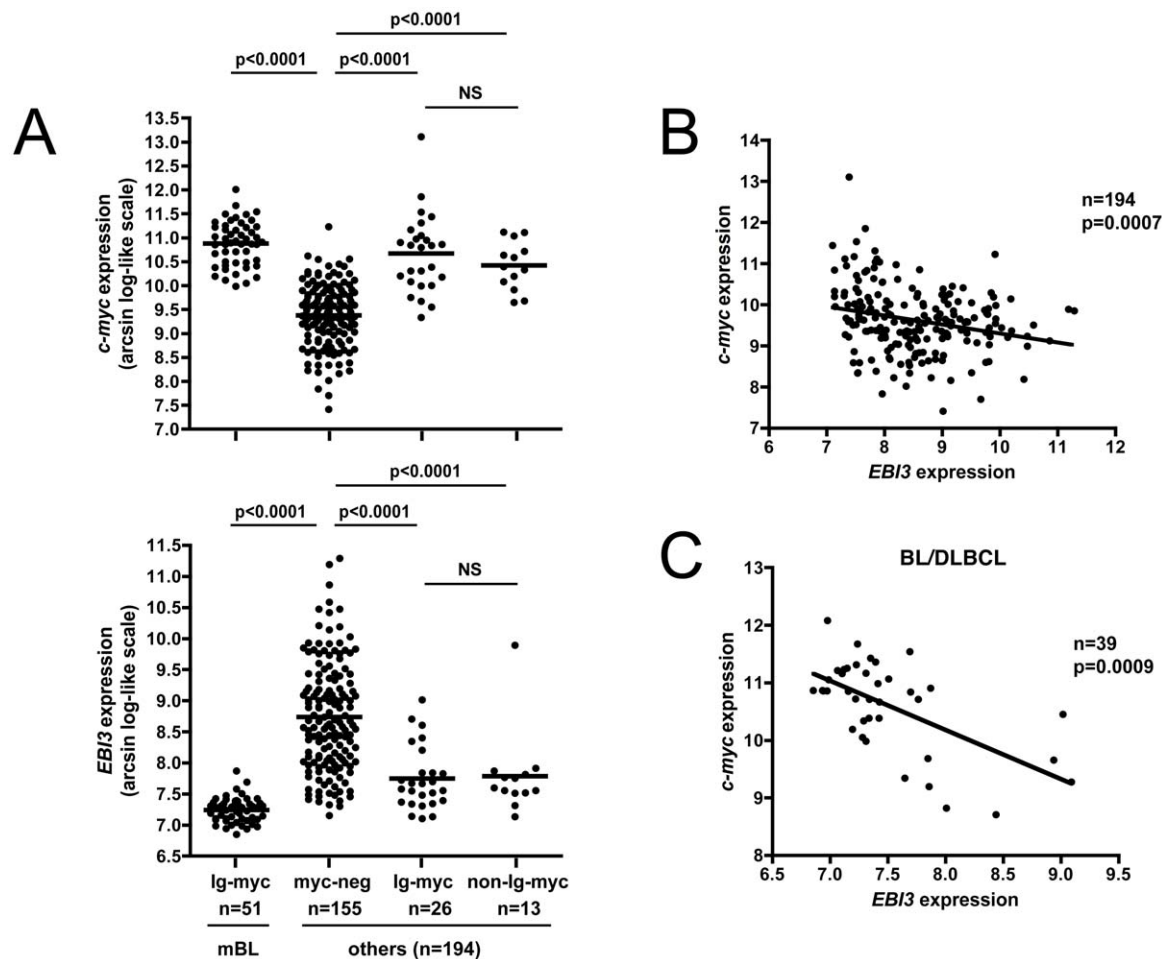 A
p<0.0001
p<0.0001
p<0.0001
NS
c-myc expression
(arcsin log-like scale)
13.5
13.0
12.5
12.0
11.5
11.0
10.5
10.0
9.5
9.0
8.5
8.0
7.5
7.0
p<0.0001
p<0.0001
p<0.0001
NS
EBI3 expression
(arcsin log-like scale)
11.5
11.0
10.5
10.0
9.5
9.0
8.5
8.0
7.5
7.0
6.5
Ig-myc myc-neg Ig-myc non-Ig-myc
n=51 n=155 n=26 n=13
mBL others (n=194)
B
c-myc expression
14
13
12
11
10
9
8
7
n=194
p=0.0007
6 7 8 9 10 11 12
EBI3 expression
C
BL/DLBCL
c-myc expression
13
12
11
10
9
8
n=39
p=0.0009
6.5 7.0 7.5 8.0 8.5 9.0 9.5
EBI3 expression